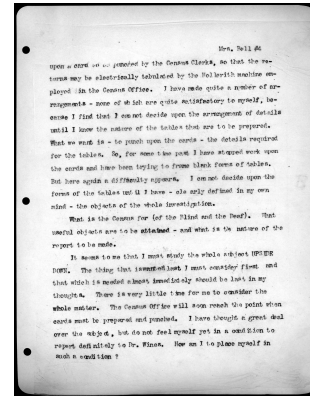 Mrs. Bell #4
upon a card to be punched by the Census Clerks, so that the re-
turns may be electrically tabulated by the Hollerith machine em-
ployed in the Census Office. I have made quite a number of ar-
rangements - none of which are quite satisfactory to myself, be-
cause I find that I cannot decide upon the arrangement of details
until I know the nature of the tables that are to be prepared.
What we want is - to punch upon the cards - the details required
for the tables. So, for some time past I have stopped work upon
the cards and have been trying to frame blank forms of tables.
But here again a difficulty appears. I cannot decide upon the
forms of the tables until I have - clearly defined in my own
mind - the objects of the whole investigation.
What is the Census for (of the Blind and the Deaf). What
useful objects are to be attained - and what is the nature of the
report to be made.
It seems to me that I must study the whole subject UPSIDE
DOWN. The thing that is wanted last I must consider first and
that which is needed almost immediately should be last in my
thoughts. There is very little time for me to consider the
whole matter. The Census Office will soon reach the point when
cards must be prepared and punched. I have thought a great deal
over the subject, but do not feel myself yet in a condition to
report definitely to Dr. Wines. How am I to place myself in
such a condition ?